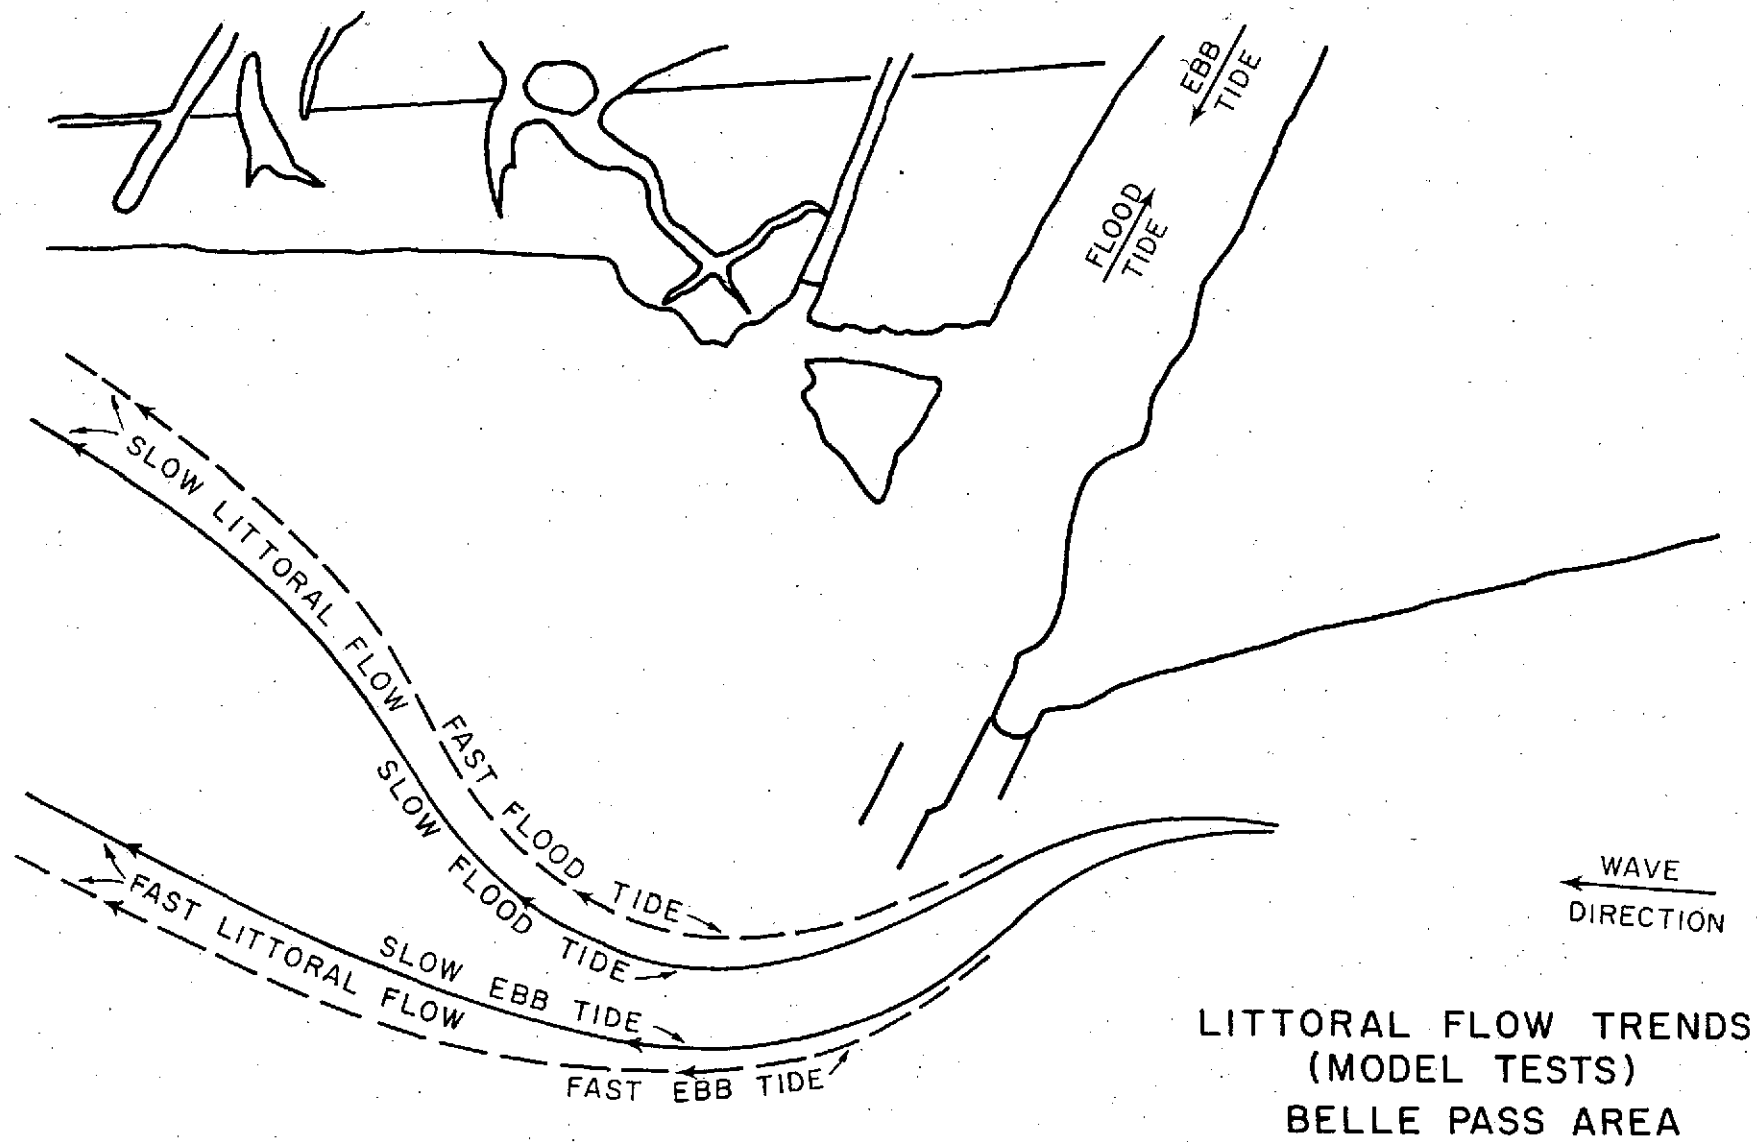 EBB
TIDE
FLOOD
TIDE
SLOW LITTORAL FLOW
FAST FLOOD TIDE
SLOW FLOOD TIDE
FAST LITTORAL FLOW
SLOW EBB TIDE
FAST EBB TIDE
WAVE
DIRECTION
LITTORAL FLOW TRENDS
(MODEL TESTS)
BELLE PASS AREA